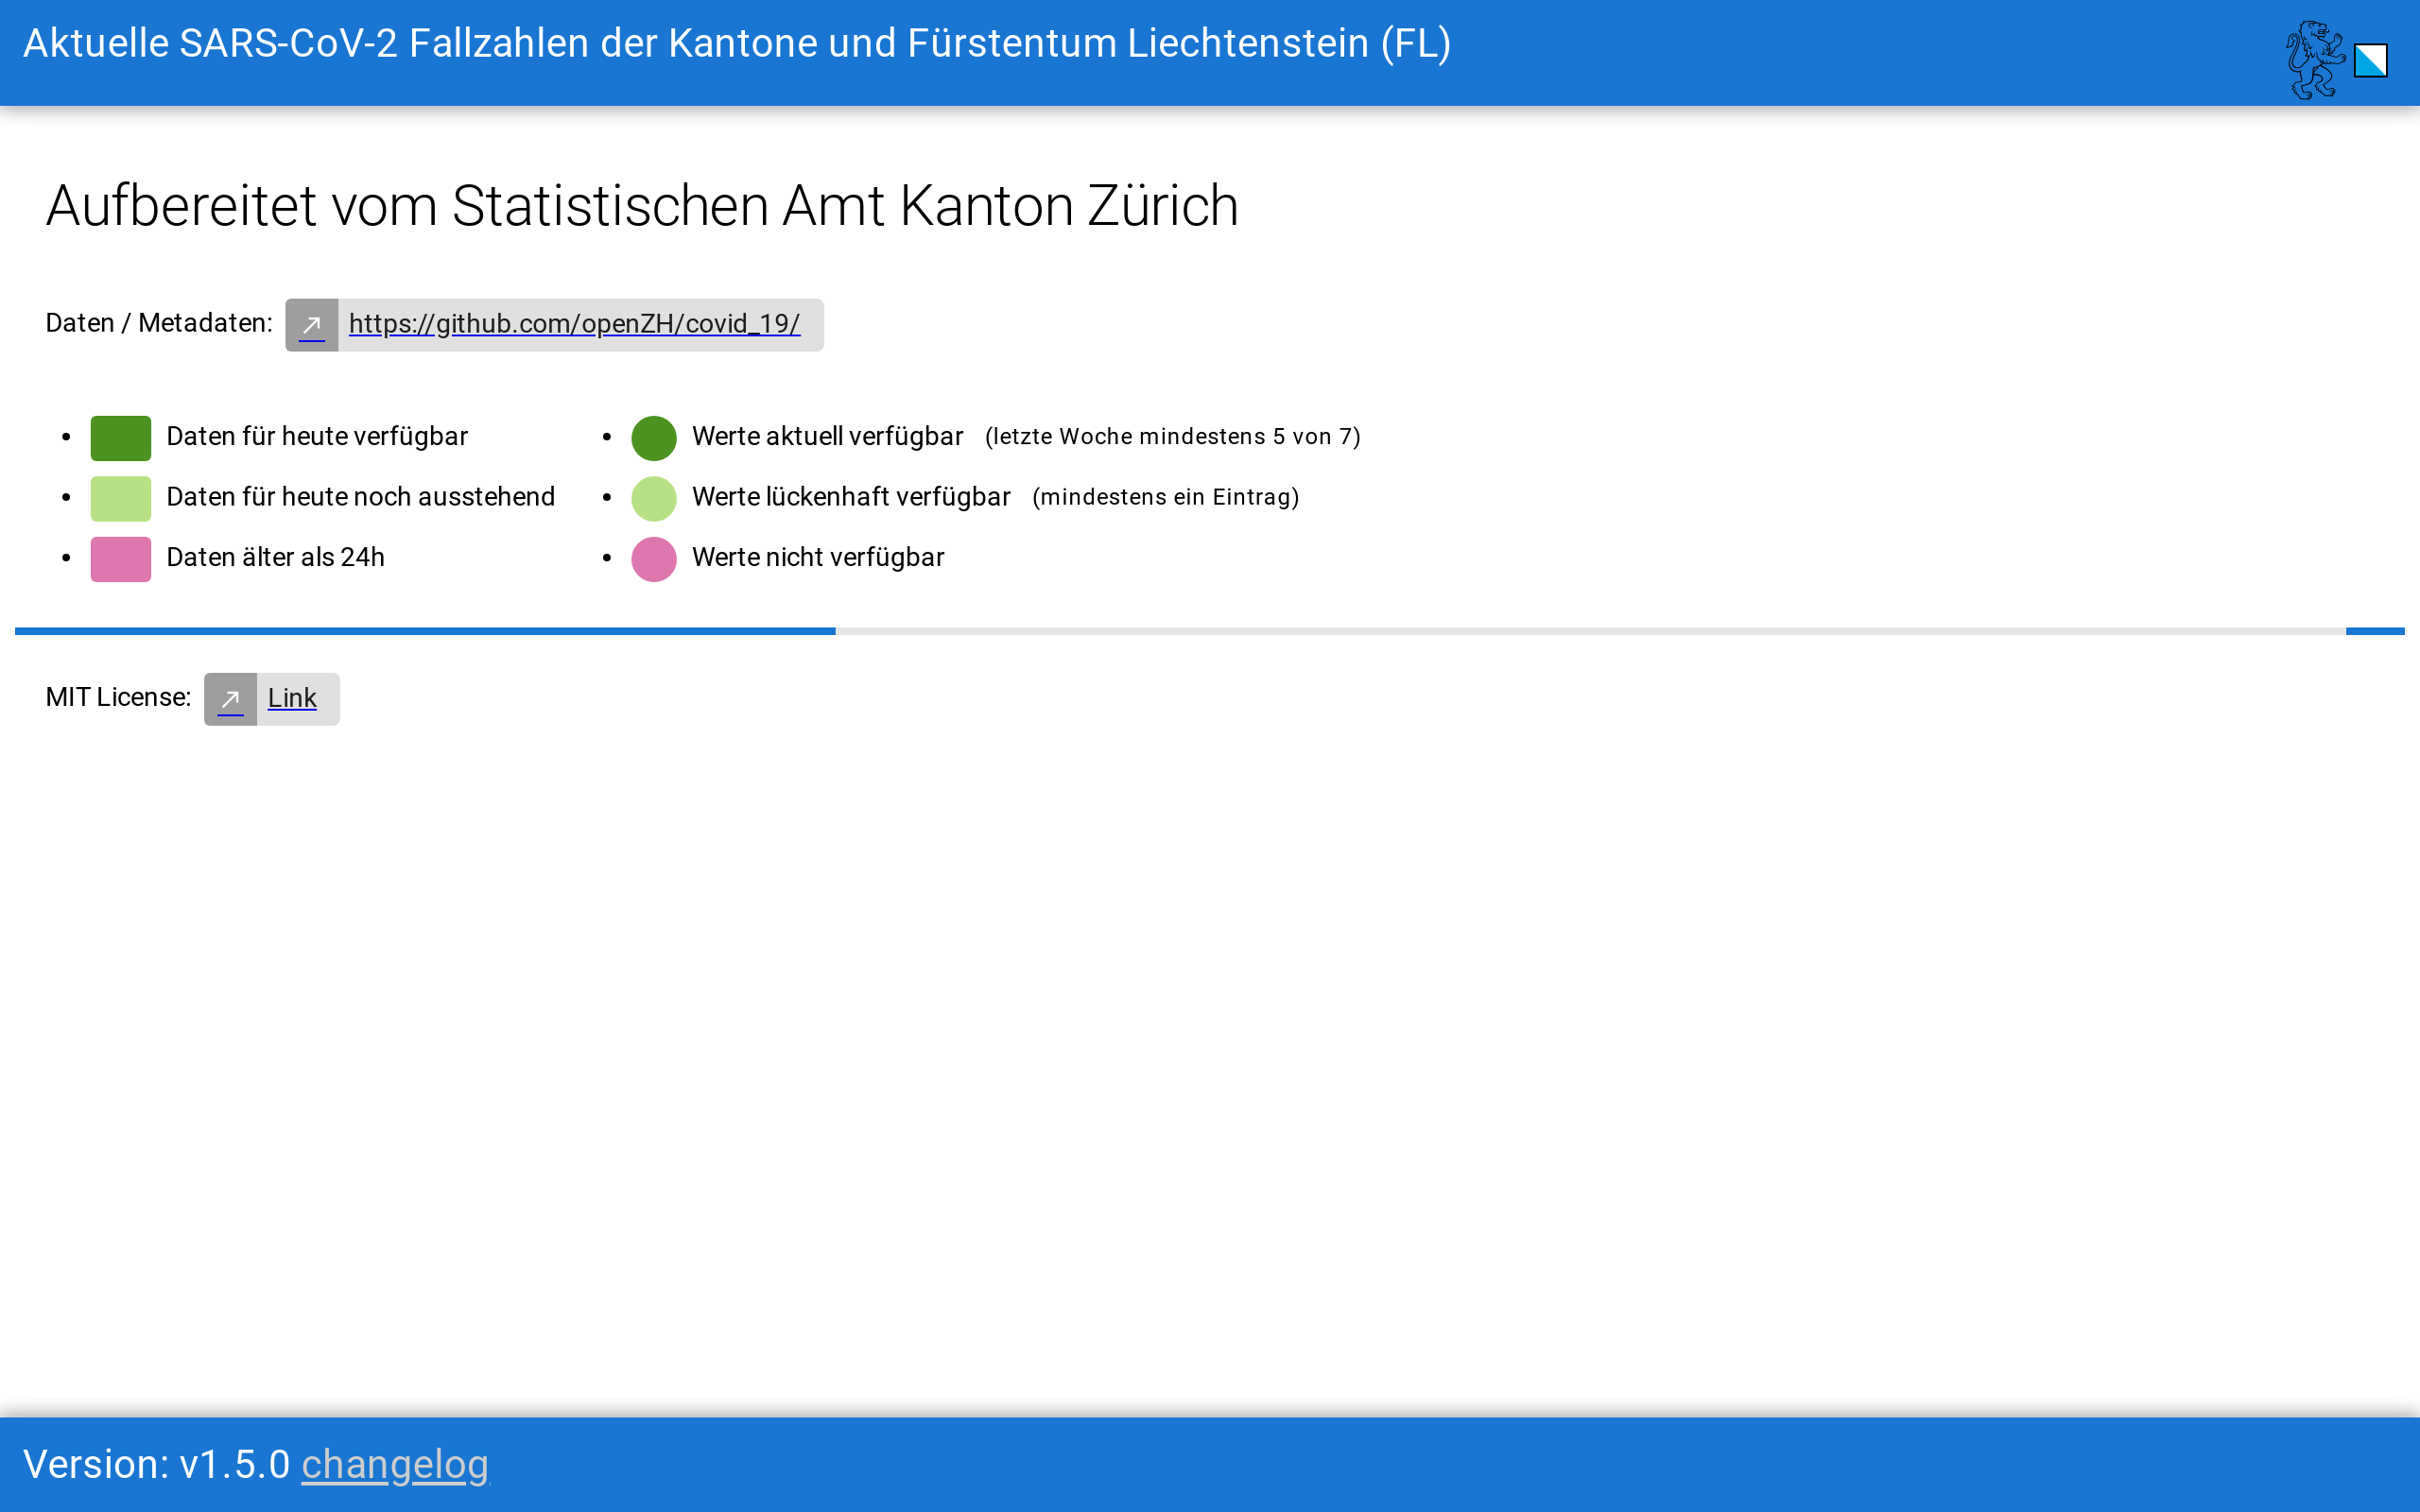 Aktuelle SARS-CoV-2 Fallzahlen der Kantone und Fürstentum Liechtenstein (FL)
Aufbereitet vom Statistischen Amt Kanton Zürich
Daten / Metadaten: https://github.com/openZH/covid_19/
Daten für heute verfügbar
Daten für heute noch ausstehend
Daten älter als 24h
Werte aktuell verfügbar (letzte Woche mindestens 5 von 7)
Werte lückenhaft verfügbar (mindestens ein Eintrag)
Werte nicht verfügbar
MIT License: Link
Version: v1.5.0 changelog